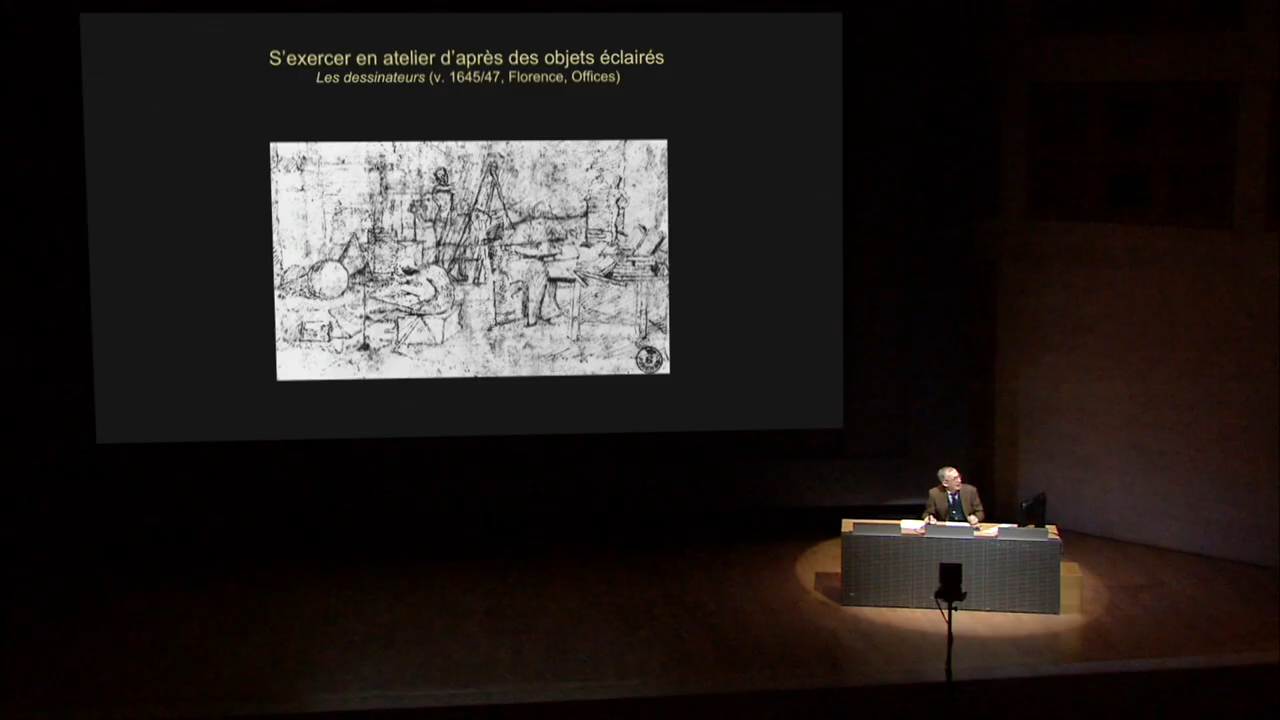 S'exercer en atelier d'après des objets éclairés
Les dessinateurs (v. 1645/47, Florence, Offices)